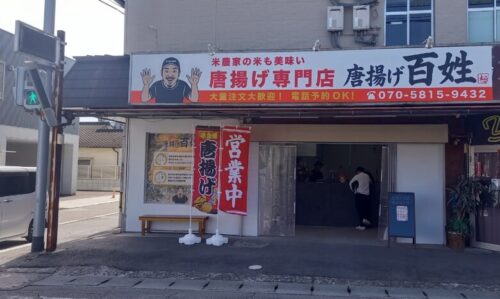 米農家の米も美味い
唐揚げ専門店
唐揚げ百姓
大量注文大歓迎！ 電話予約OK！
☎070-5815-9432
唐揚げ
営業中